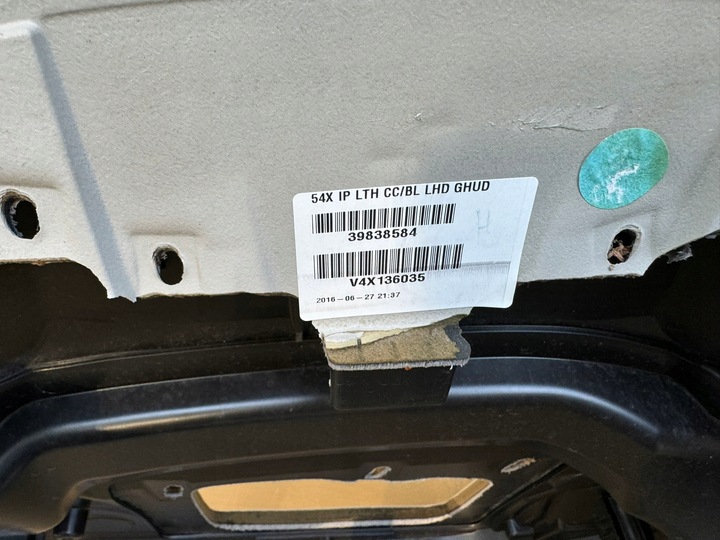 54X IP LTH CC/BL LHD GHUD
39838584
V4X136035
2016-06-27 21:37